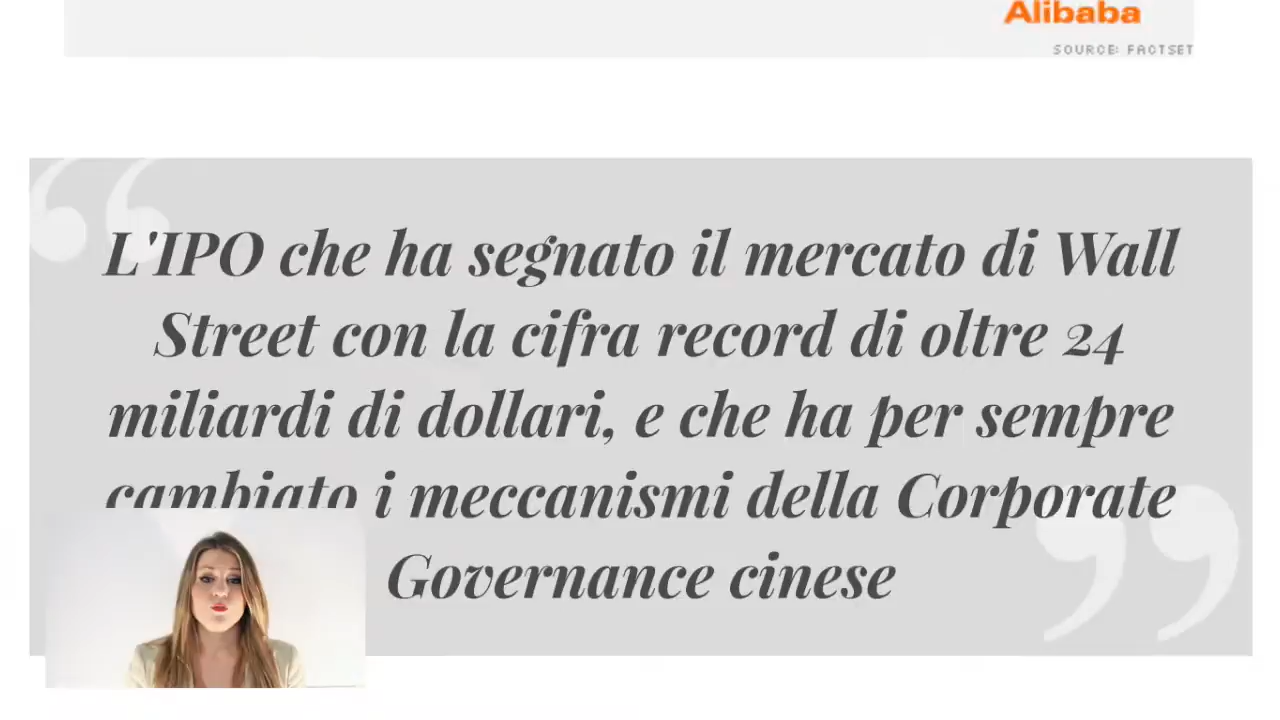 Alibaba
SOURCE: FACTSET
L'IPO che ha segnato il mercato di Wall
Street con la cifra record di oltre 24
miliardi di dollari, e che ha per sempre
cambiato i meccanismi della Corporate
Governance cinese